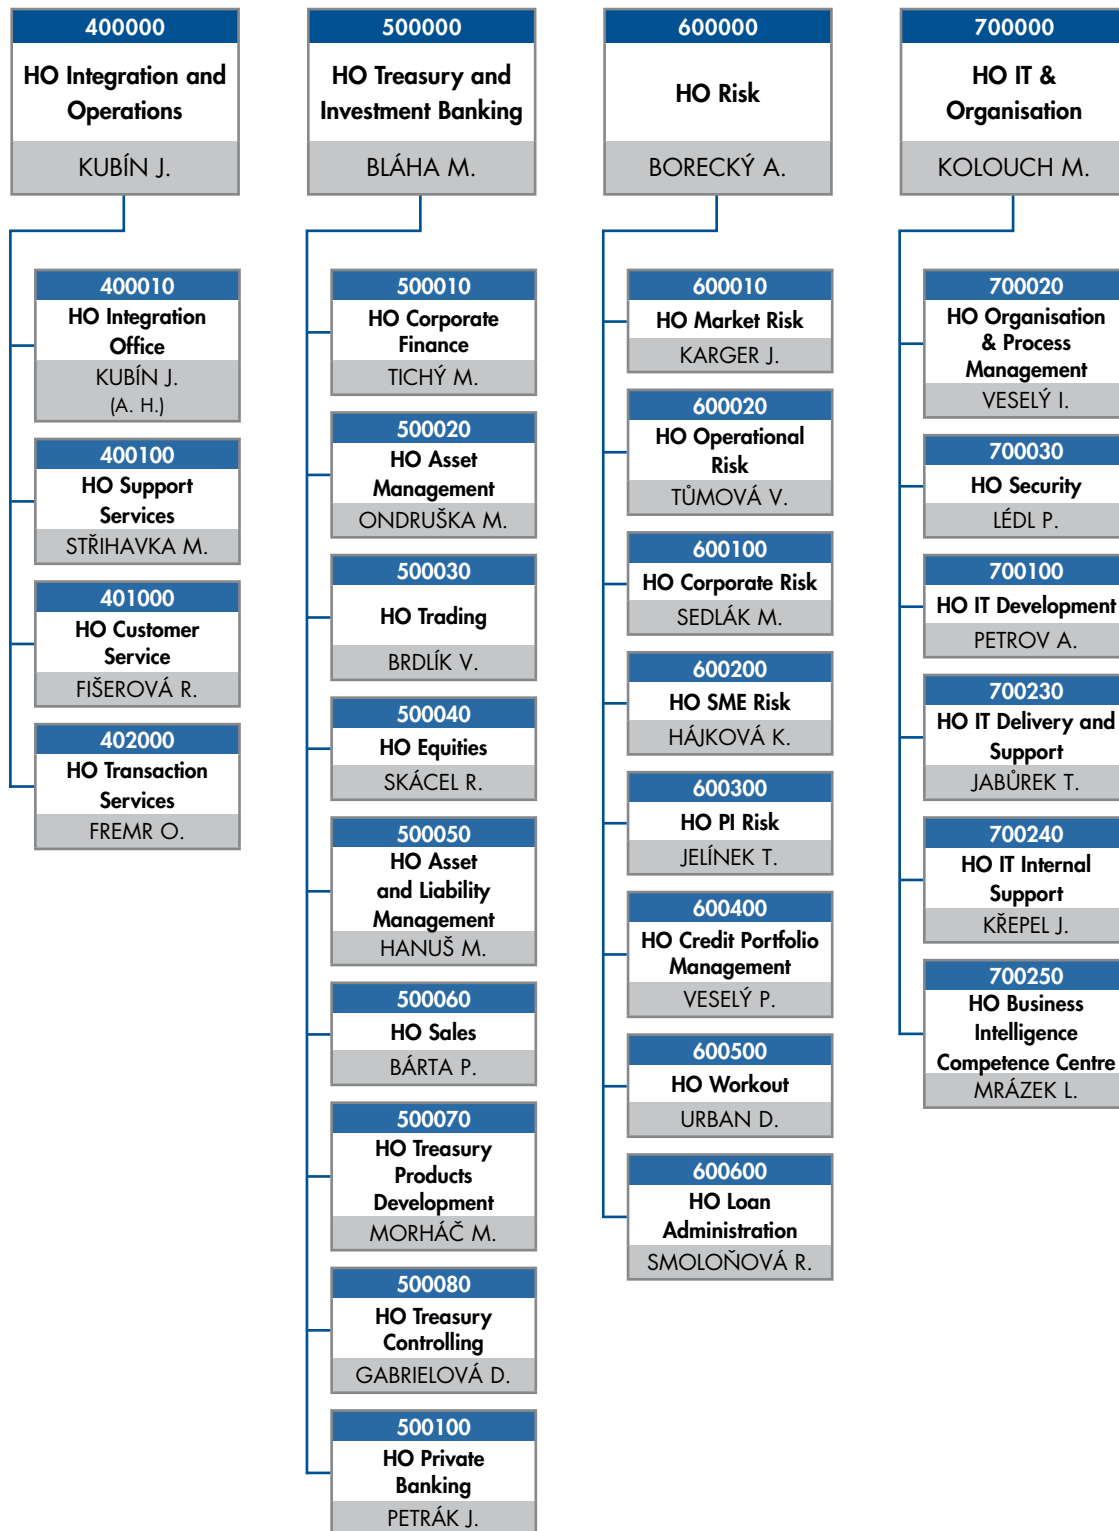 400000
HO Integration and
Operations
KUBÍN J.
400010
HO Integration
Office
KUBÍN J.
(A. H.)
400100
HO Support
Services
STŘIHAVKA M.
401000
HO Customer
Service
FIŠEROVÁ R.
402000
HO Transaction
Services
FREMR O.
500000
HO Treasury and
Investment Banking
BLÁHA M.
500010
HO Corporate
Finance
TICHÝ M.
500020
HO Asset
Management
ONDRUŠKA M.
500030
HO Trading
BRDLÍK V.
500040
HO Equities
SKÁCEL R.
500050
HO Asset
and Liability
Management
HANUŠ M.
500060
HO Sales
BÁRTA P.
500070
HO Treasury
Products
Development
MORHÁČ M.
500080
HO Treasury
Controlling
GABRIELOVÁ D.
500100
HO Private
Banking
PETRÁK J.
600000
HO Risk
BORECKÝ A.
600010
HO Market Risk
KARGER J.
600020
HO Operational
Risk
TŮMOVÁ V.
600100
HO Corporate Risk
SEDLÁK M.
600200
HO SME Risk
HÁJKOVÁ K.
600300
HO PI Risk
JELÍNEK T.
600400
HO Credit Portfolio
Management
VESELÝ P.
600500
HO Workout
URBAN D.
600600
HO Loan
Administration
SMOLOŇOVÁ R.
700000
HO IT &
Organisation
KOLOUCH M.
700020
HO Organisation
& Process
Management
VESELÝ I.
700030
HO Security
LÉDL P.
700100
HO IT Development
PETROV A.
700230
HO IT Delivery and
Support
JABŮREK T.
700240
HO IT Internal
Support
KŘEPEL J.
700250
HO Business
Intelligence
Competence Centre
MRÁZEK L.